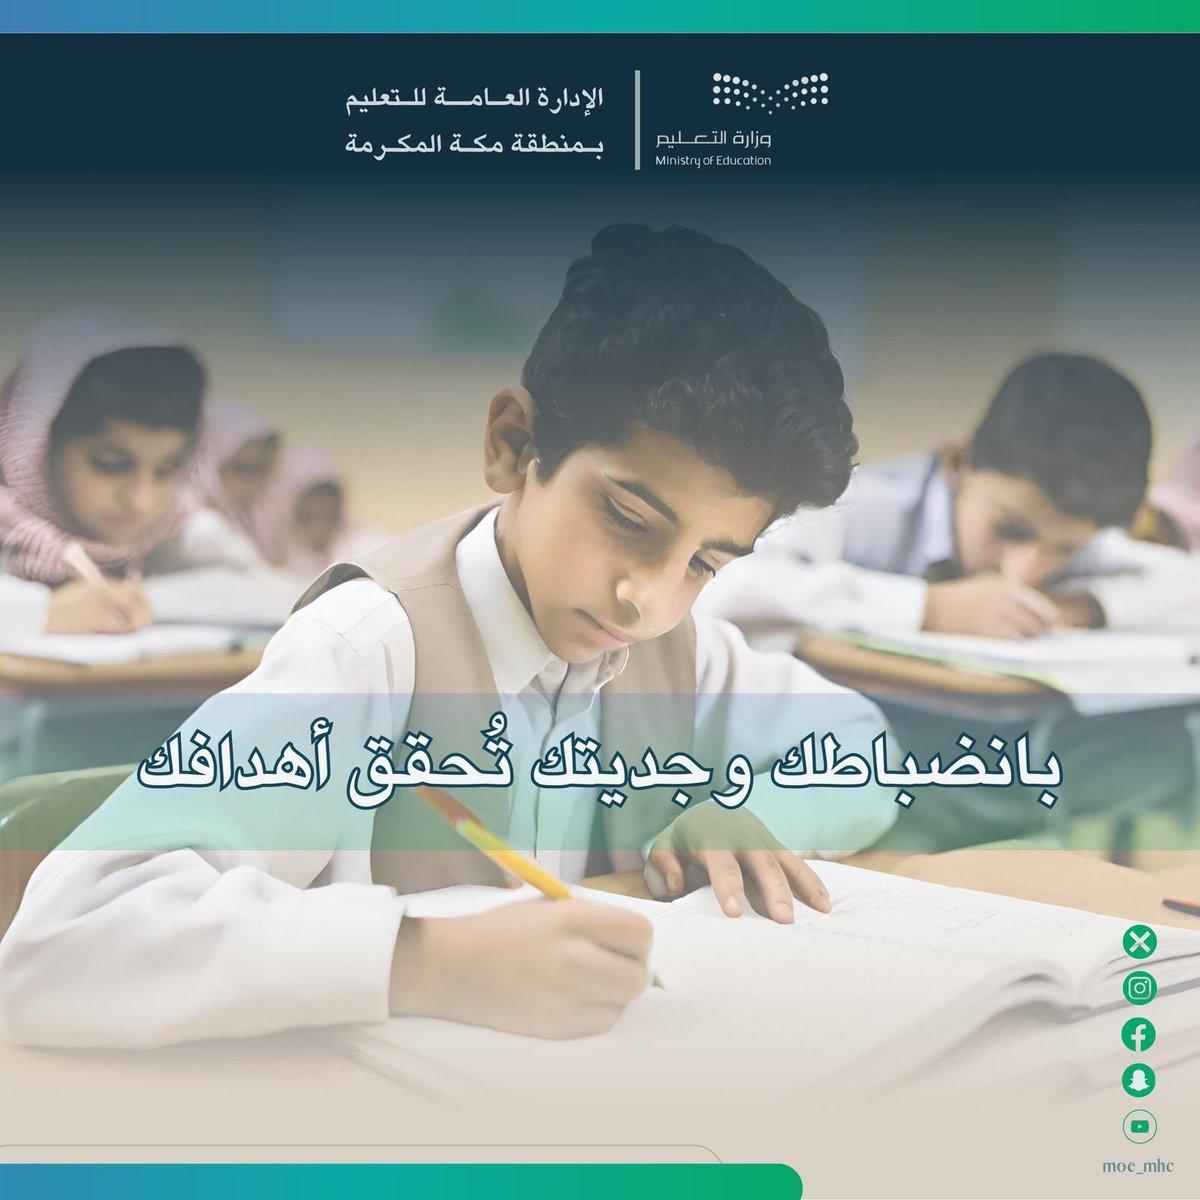 الإدارة العامة للتعليم
بمنطقة مكة المكرمة
وزارة التعليم
Ministry of Education
بانضباطك وجديتك تُحقق أهدافك
moe_mhc